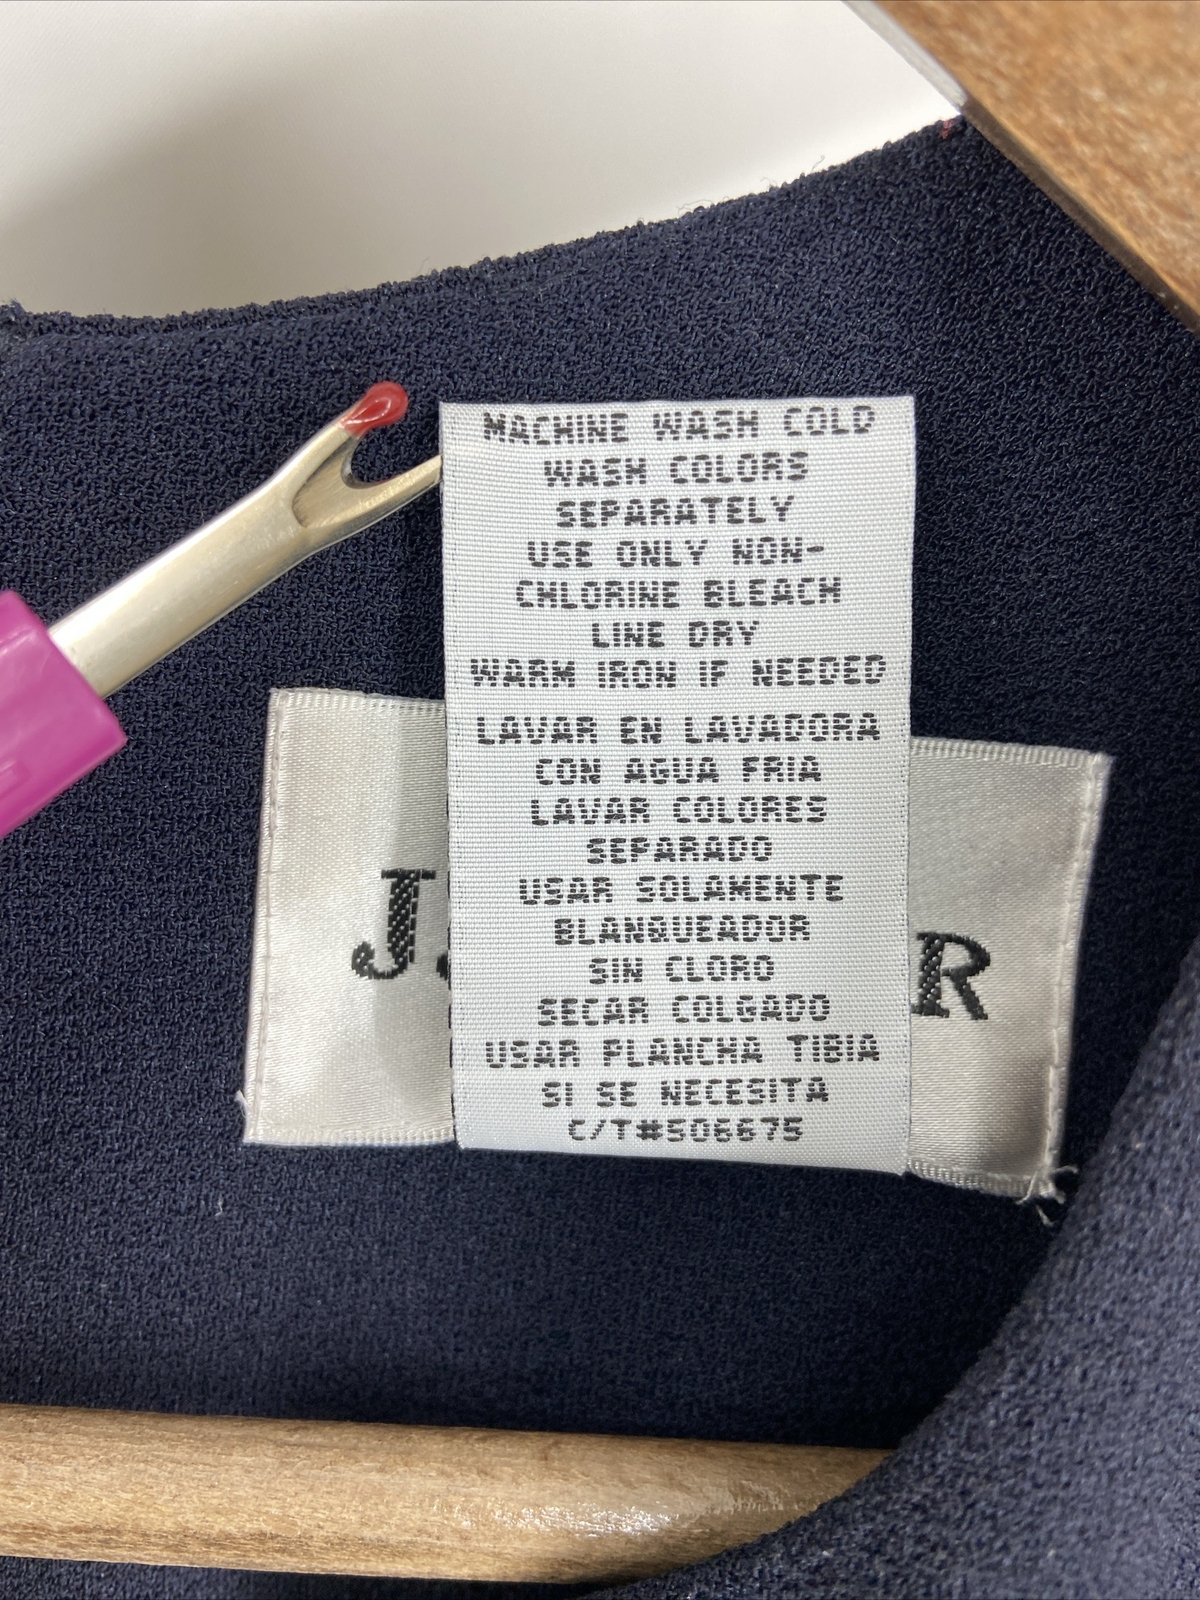 MACHINE WASH COLD
WASH COLORS
SEPARATELY
USE ONLY NON-
CHLORINE BLEACH
LINE DRY
WARM IRON IF NEEDED
LAVAR EN LAVADORA
CON AGUA FRIA
LAVAR COLORES
SEPARADO
USAR SOLAMENTE
BLANQUEADOR
SIN CLORO
SECAR COLGADO
USAR PLANCHA TIBIA
SI SE NECESITA
C/T#506675
J. R